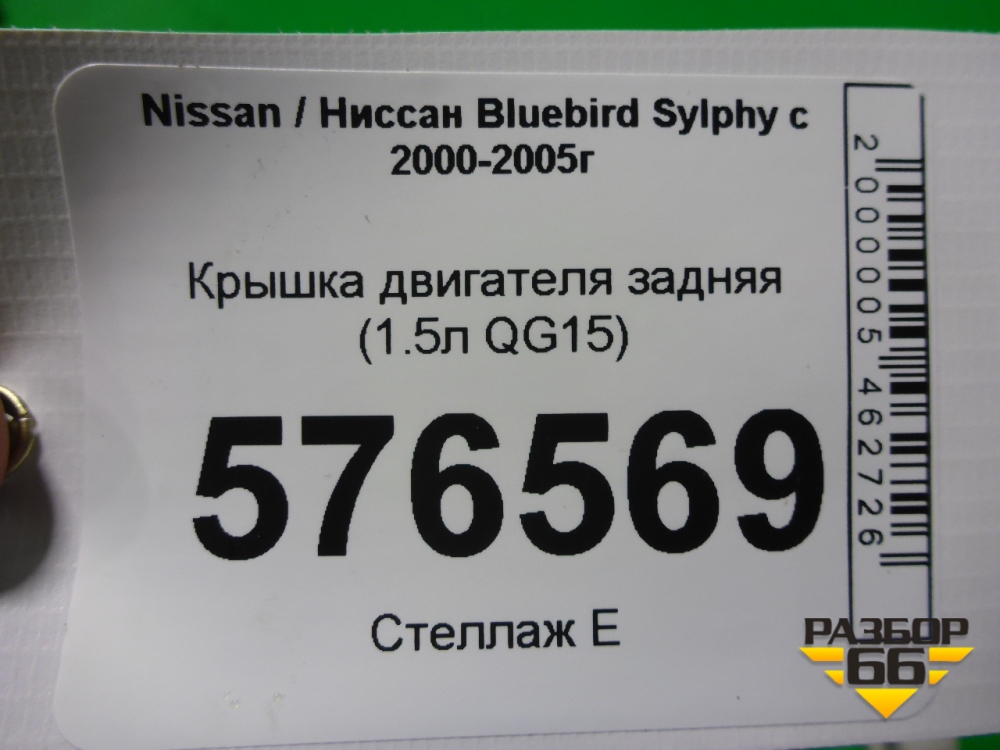 Nissan / Ниссан Bluebird Sylphy с
2000-2005г
Крышка двигателя задняя
(1.5л QG15)
576569
Стеллаж Е
2000005462726
РАЗБОР
66